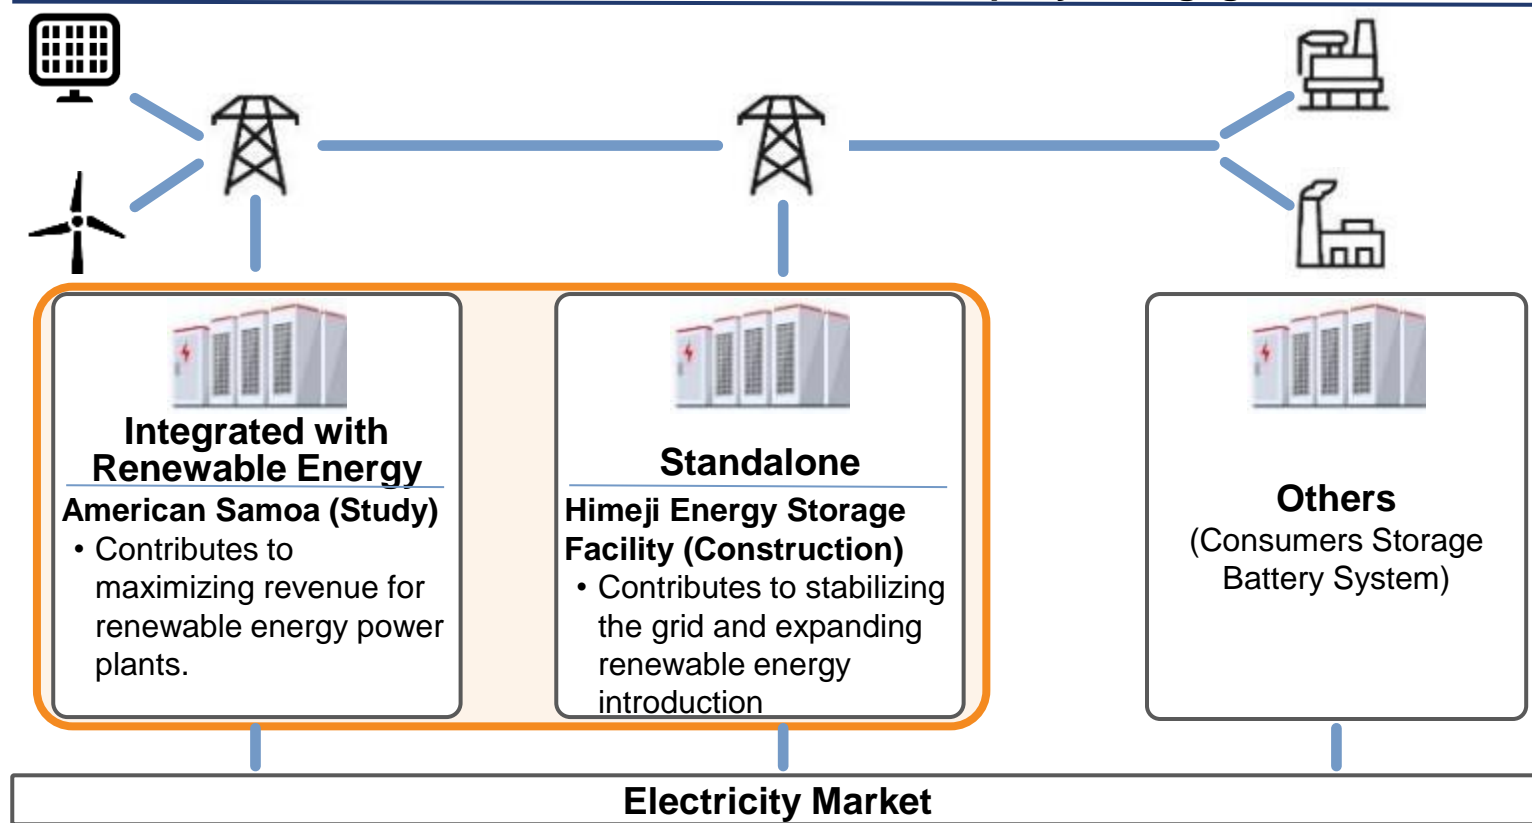 Integrated with
Renewable Energy
American Samoa (Study)
• Contributes to
maximizing revenue for
renewable energy power
plants.
Standalone
Himeji Energy Storage
Facility (Construction)
• Contributes to stabilizing
the grid and expanding
renewable energy
introduction
Others
(Consumers Storage
Battery System)
Electricity Market